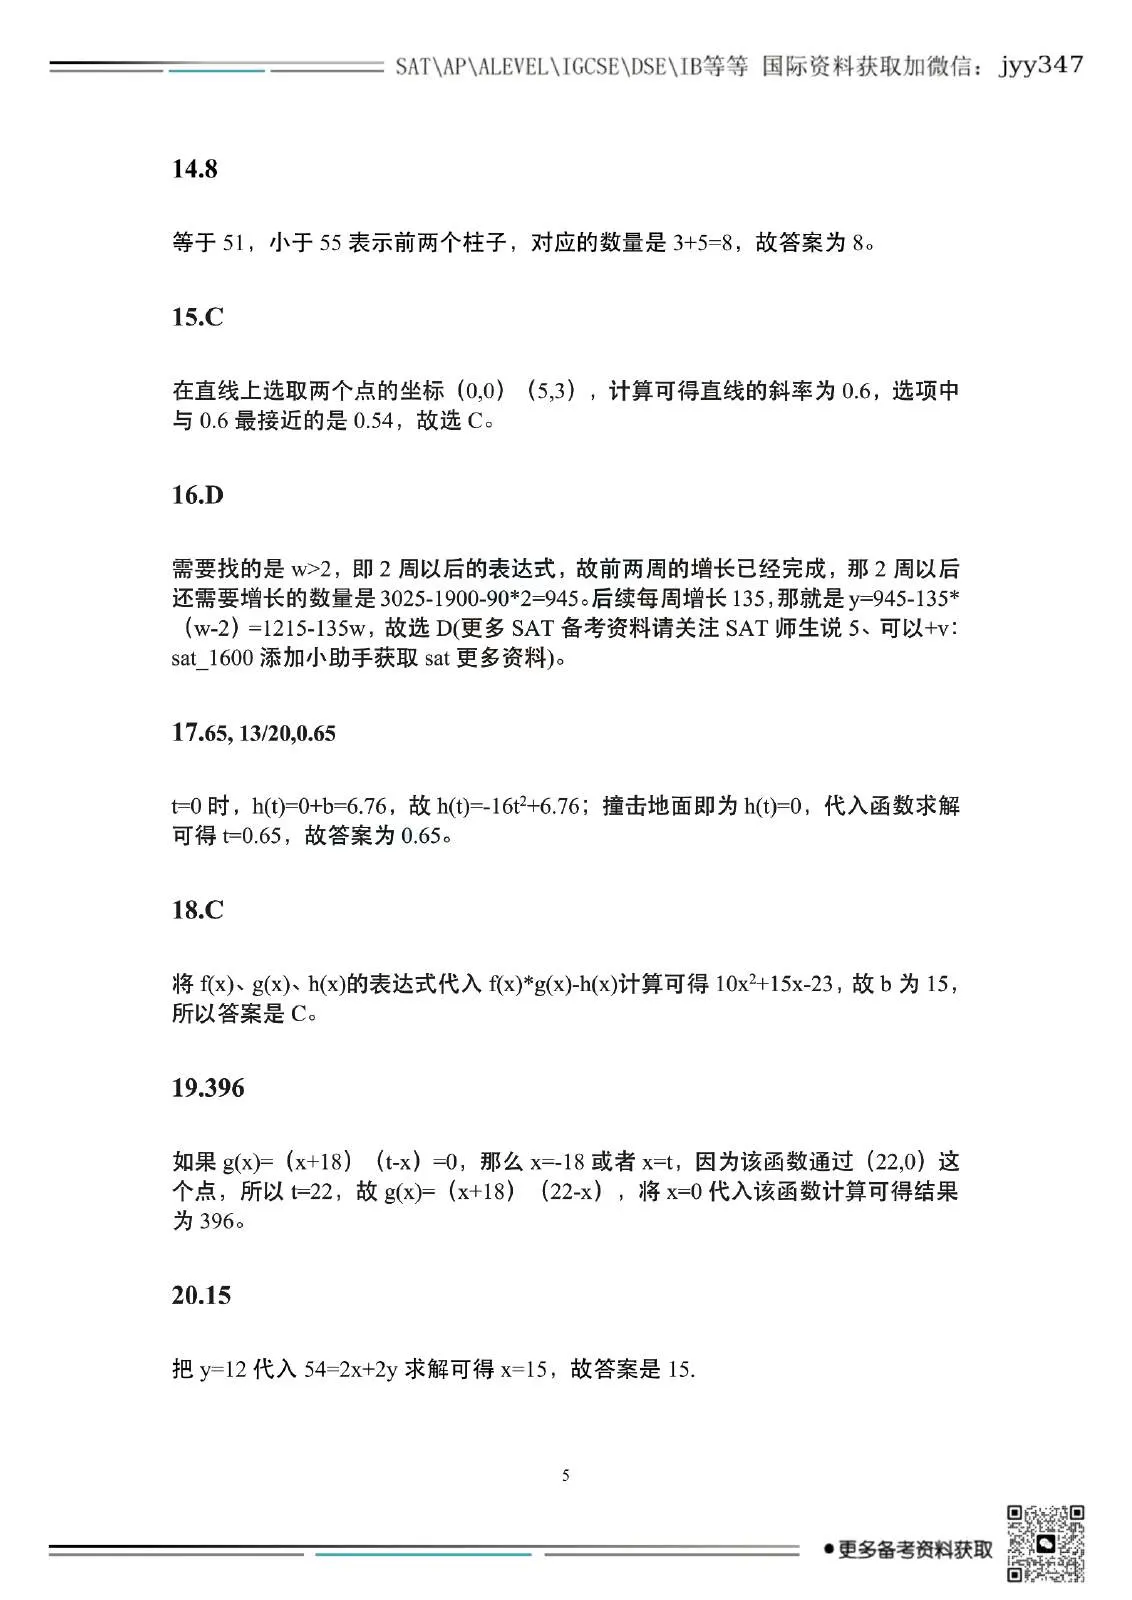 SAT\AP\ALEVEL\IGCSE\DSE\IB等等 国际资料获取加微信：jyy347
14.8
等于 51，小于 55 表示前两个柱子，对应的数量是 3+5=8，故答案为 8。
15.C
在直线上选取两个点的坐标（0,0）（5,3），计算可得直线的斜率为 0.6，选项中
与 0.6 最接近的是 0.54，故选 C。
16.D
需要找的是 w>2，即 2 周以后的表达式，故前两周的增长已经完成，那 2 周以后
还需要增长的数量是 3025-1900-90*2=945。后续每周增长 135，那就是 y=945-135*
（w-2）=1215-135w，故选 D(更多 SAT 备考资料请关注 SAT 师生说 5、可以+v：
sat_1600 添加小助手获取 sat 更多资料)。
17.65, 13/20,0.65
t=0 时，h(t)=0+b=6.76，故 h(t)=-16t²+6.76；撞击地面即为 h(t)=0，代入函数求解
可得 t=0.65，故答案为 0.65。
18.C
将 f(x)、g(x)、h(x)的表达式代入 f(x)*g(x)-h(x)计算可得 10x²+15x-23，故 b 为 15，
所以答案是 C。
19.396
如果 g(x)=（x+18）（t-x）=0，那么 x=-18 或者 x=t，因为该函数通过（22,0）这
个点，所以 t=22，故 g(x)=（x+18）（22-x），将 x=0 代入该函数计算可得结果
为 396。
20.15
把 y=12 代入 54=2x+2y 求解可得 x=15，故答案是 15.
5
●更多备考资料获取